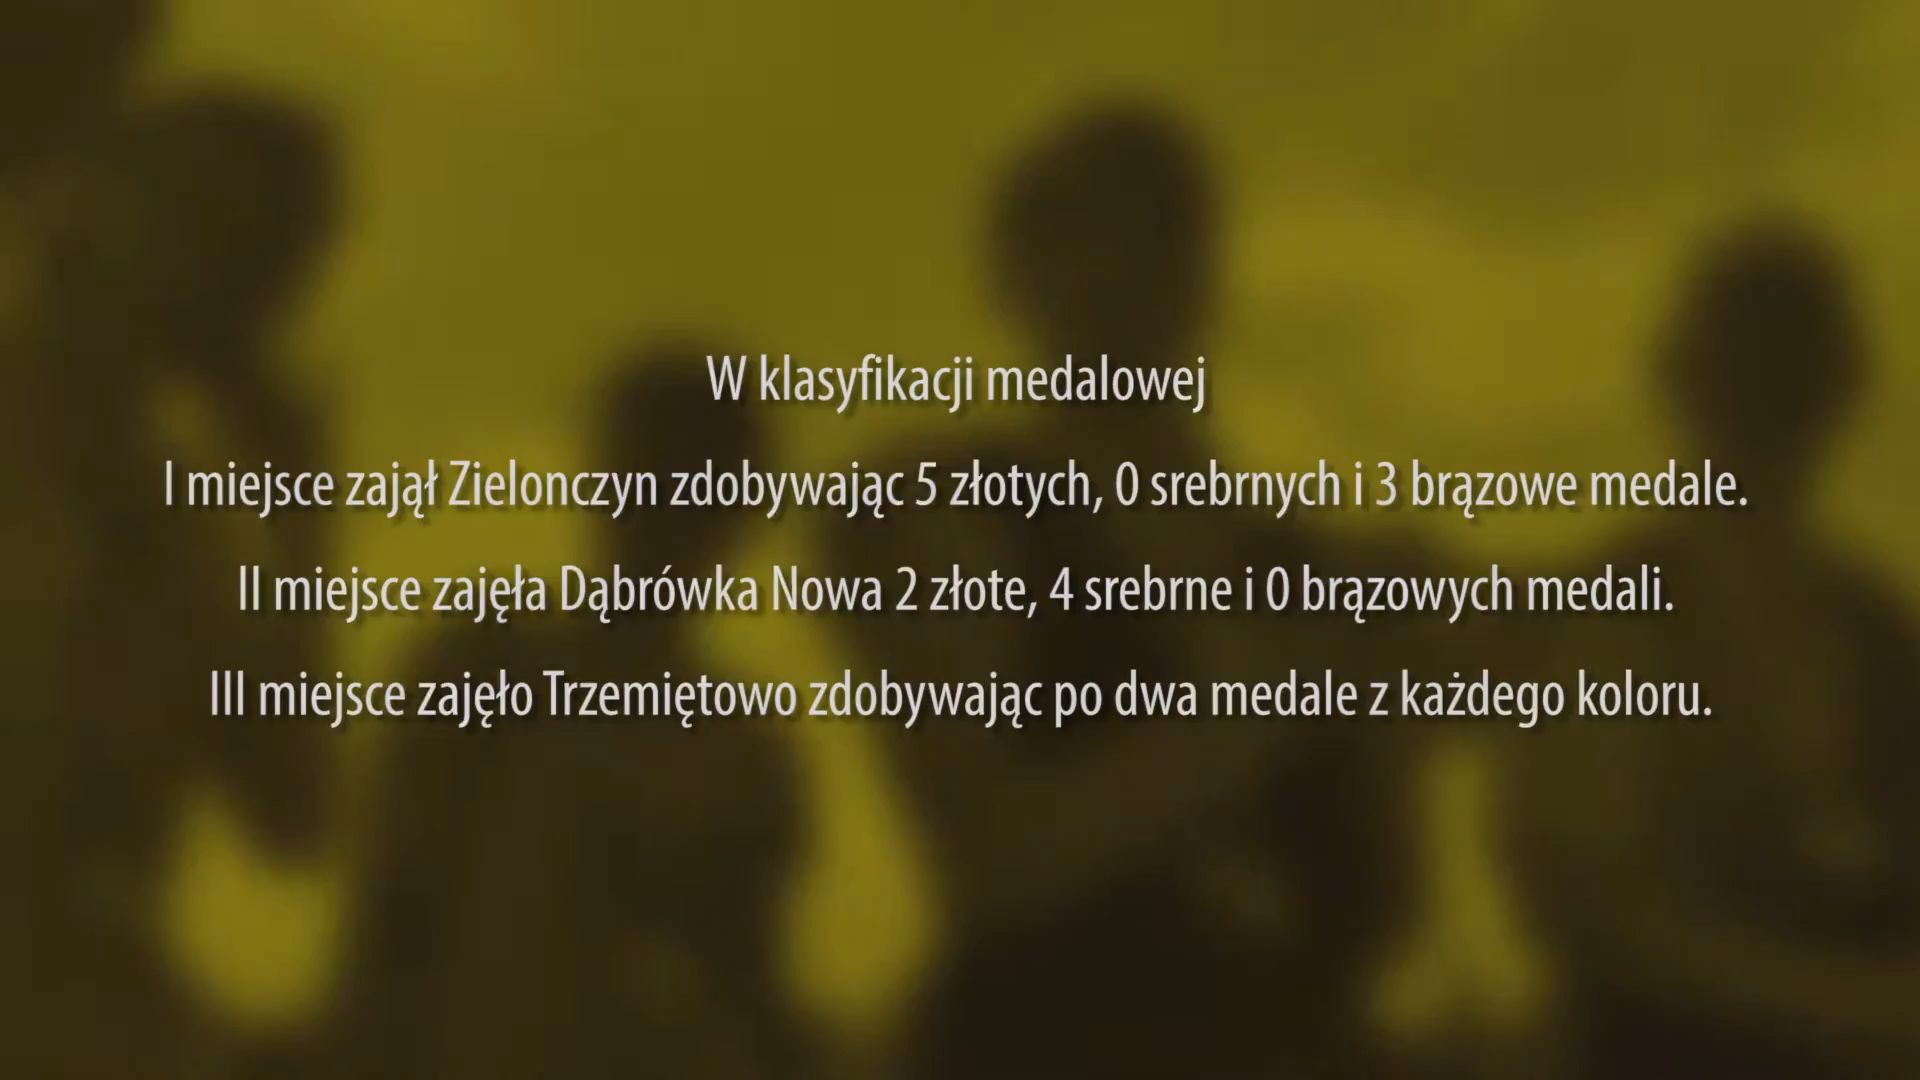 W klasyfikacji medalowej
I miejsce zajął Zielonczyn zdobywając 5 złotych, 0 srebrnych i 3 brązowe medale.
II miejsce zajęła Dąbrówka Nowa 2 złote, 4 srebrne i 0 brązowych medali.
III miejsce zajęło Trzemiętowo zdobywając po dwa medale z każdego koloru.